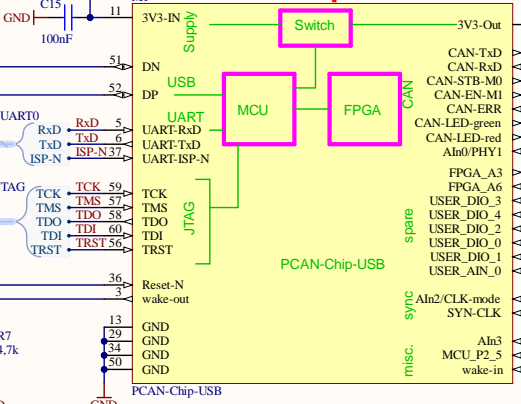 C15
GND
100nF
11
3V3-IN
Supply
Switch
3V3-Out
51
DN
52
DP
USB
UART
MCU
FPGA
CAN
CAN-TxD
CAN-RxD
CAN-STB-M0
CAN-EN-M1
CAN-ERR
CAN-LED-green
CAN-LED-red
AIn0/PHY1
UART0
RxD RxD 5 UART-RxD
TxD TxD 6 UART-TxD
ISP-N ISP-N 37 UART-ISP-N
TAG
TCK TCK 59 TCK
TMS TMS 57 TMS
TDO TDO 58 TDO
TDI TDI 60 TDI
TRST TRST 56 TRST
JTAG
FPGA_A3
FPGA_A6
USER_DIO_3
USER_DIO_4
USER_DIO_2
USER_DIO_0
USER_DIO_1
USER_AIN_0
spare
PCAN-Chip-USB
36 Reset-N
3 wake-out
sync
AIn2/CLK-mode
SYN-CLK
13 GND
29 GND
34 GND
50 GND
R7
4,7k
misc.
AIn3
MCU_P2_5
wake-in
PCAN-Chip-USB
GND